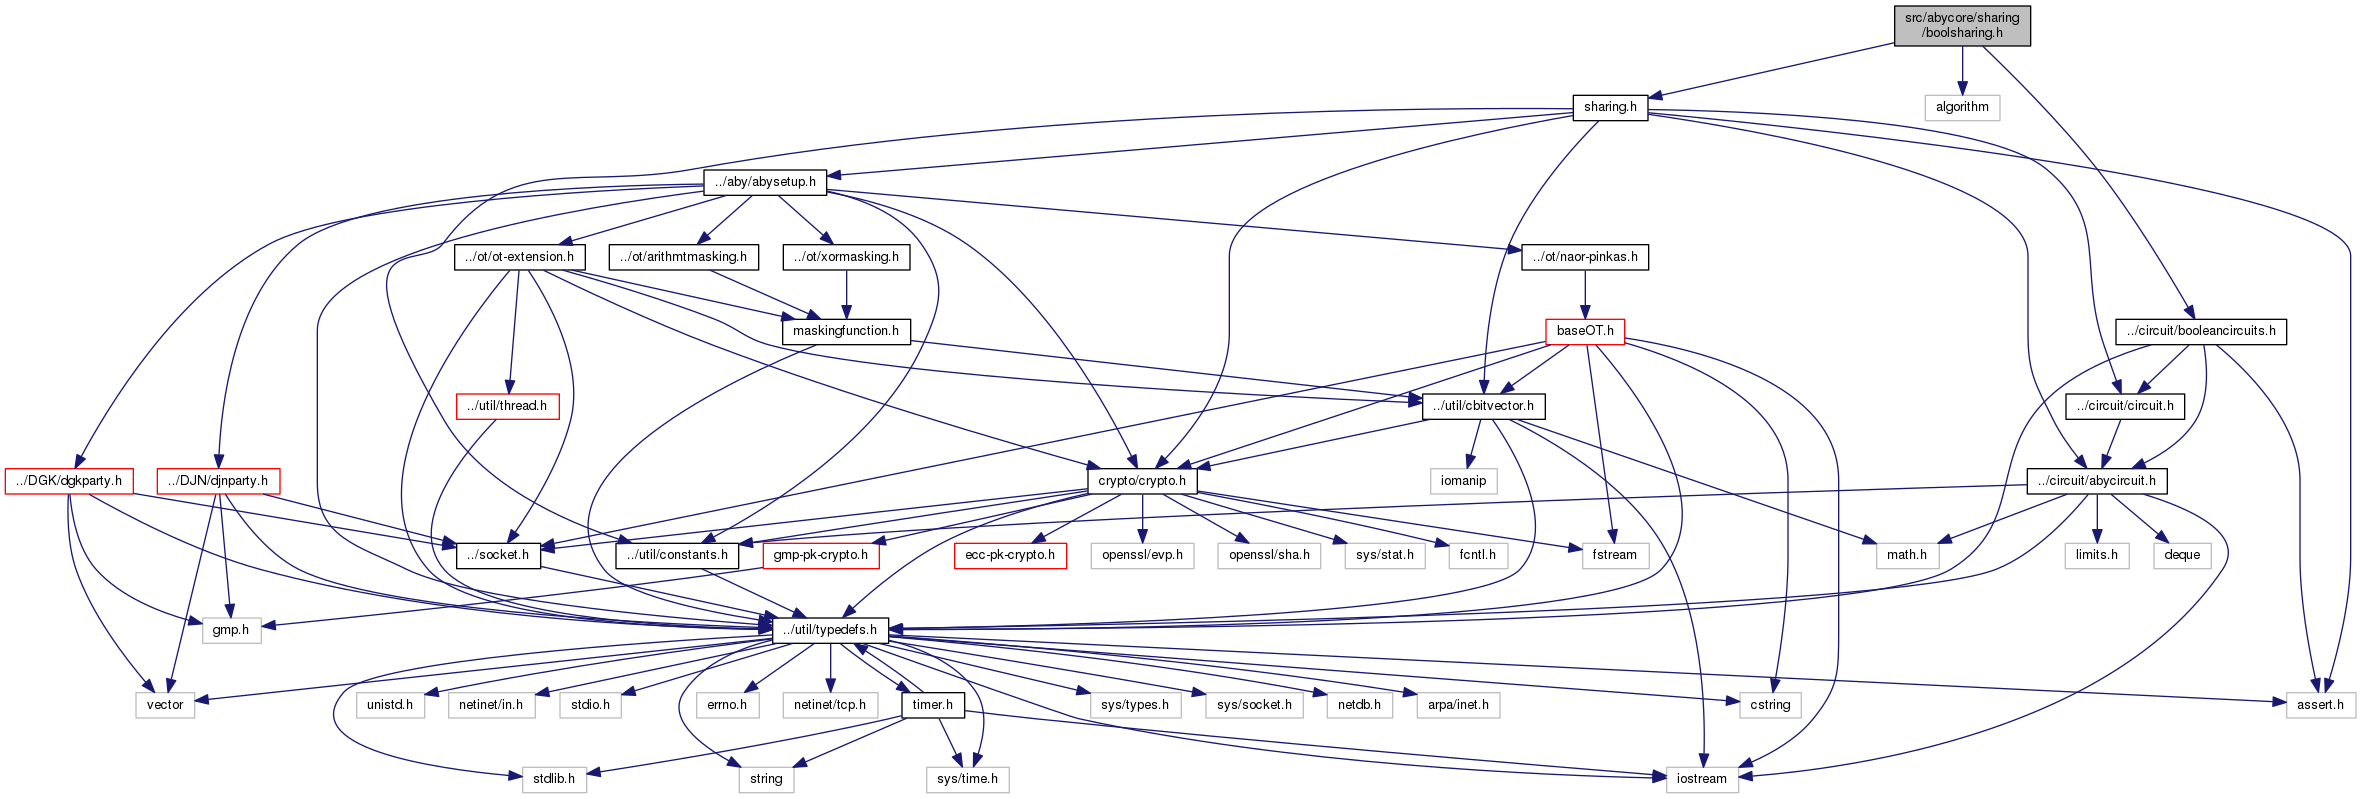 src/abycore/sharing
/boolsharing.h
sharing.h
algorithm
../aby/abysetup.h
../ot/ot-extension.h
../ot/arithmtmasking.h
../ot/xormasking.h
../ot/naor-pinkas.h
maskingfunction.h
baseOT.h
../circuit/booleancircuits.h
../util/thread.h
../util/cbitvector.h
../circuit/circuit.h
../DGK/dgkparty.h
../DJN/djnparty.h
crypto/crypto.h
iomanip
../circuit/abycircuit.h
../socket.h
../util/constants.h
gmp-pk-crypto.h
ecc-pk-crypto.h
openssl/evp.h
openssl/sha.h
sys/stat.h
fcntl.h
fstream
math.h
limits.h
deque
gmp.h
../util/typedefs.h
vector
unistd.h
netinet/in.h
stdio.h
errno.h
netinet/tcp.h
timer.h
sys/types.h
sys/socket.h
netdb.h
arpa/inet.h
cstring
assert.h
stdlib.h
string
sys/time.h
iostream